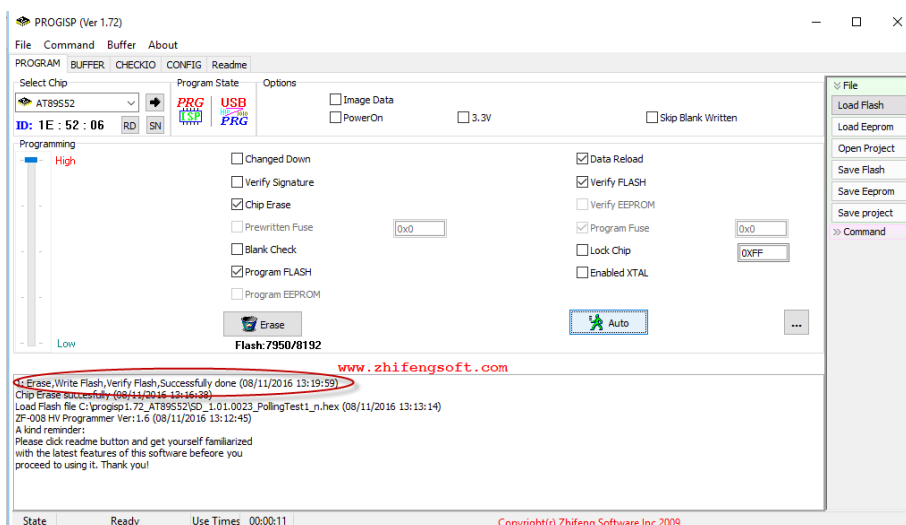 PROGISP (Ver 1.72)
File Command Buffer About
PROGRAM BUFFER CHECKIO CONFIG Readme
Select Chip
AT89S52
ID: 1E : 52 : 06 RD SN
Program State
PRG ISP
USB PRG
Options
Image Data
PowerOn 3.3V Skip Blank Written
Programming
High
Low
Changed Down
Verify Signature
Chip Erase
Prewritten Fuse 0x0
Blank Check
Program FLASH
Program EEPROM
Erase
Flash:7950/8192
Data Reload
Verify FLASH
Verify EEPROM
Program Fuse 0x0
Lock Chip 0XFF
Enabled XTAL
Auto
...
File
Load Flash
Load Eeprom
Open Project
Save Flash
Save Eeprom
Save project
Command
www.zhifengsoft.com
1: Erase,Write Flash,Verify Flash,Successfully done (08/11/2016 13:19:59)
Chip Erase succesfully (08/11/2016 13:16:38)
Load Flash file C:\progisp1.72_AT89S52\SD_1.01.0023_PollingTest1_n.hex (08/11/2016 13:13:14)
ZF-008 HV Programmer Ver:1.6 (08/11/2016 13:12:45)
A kind reminder:
Please click readme button and get yourself familiarized
with the latest features of this software befeore you
proceed to using it. Thank you!
State Ready Use Times 00:00:11 Copyright(r) Zhifeng Software Inc 2009